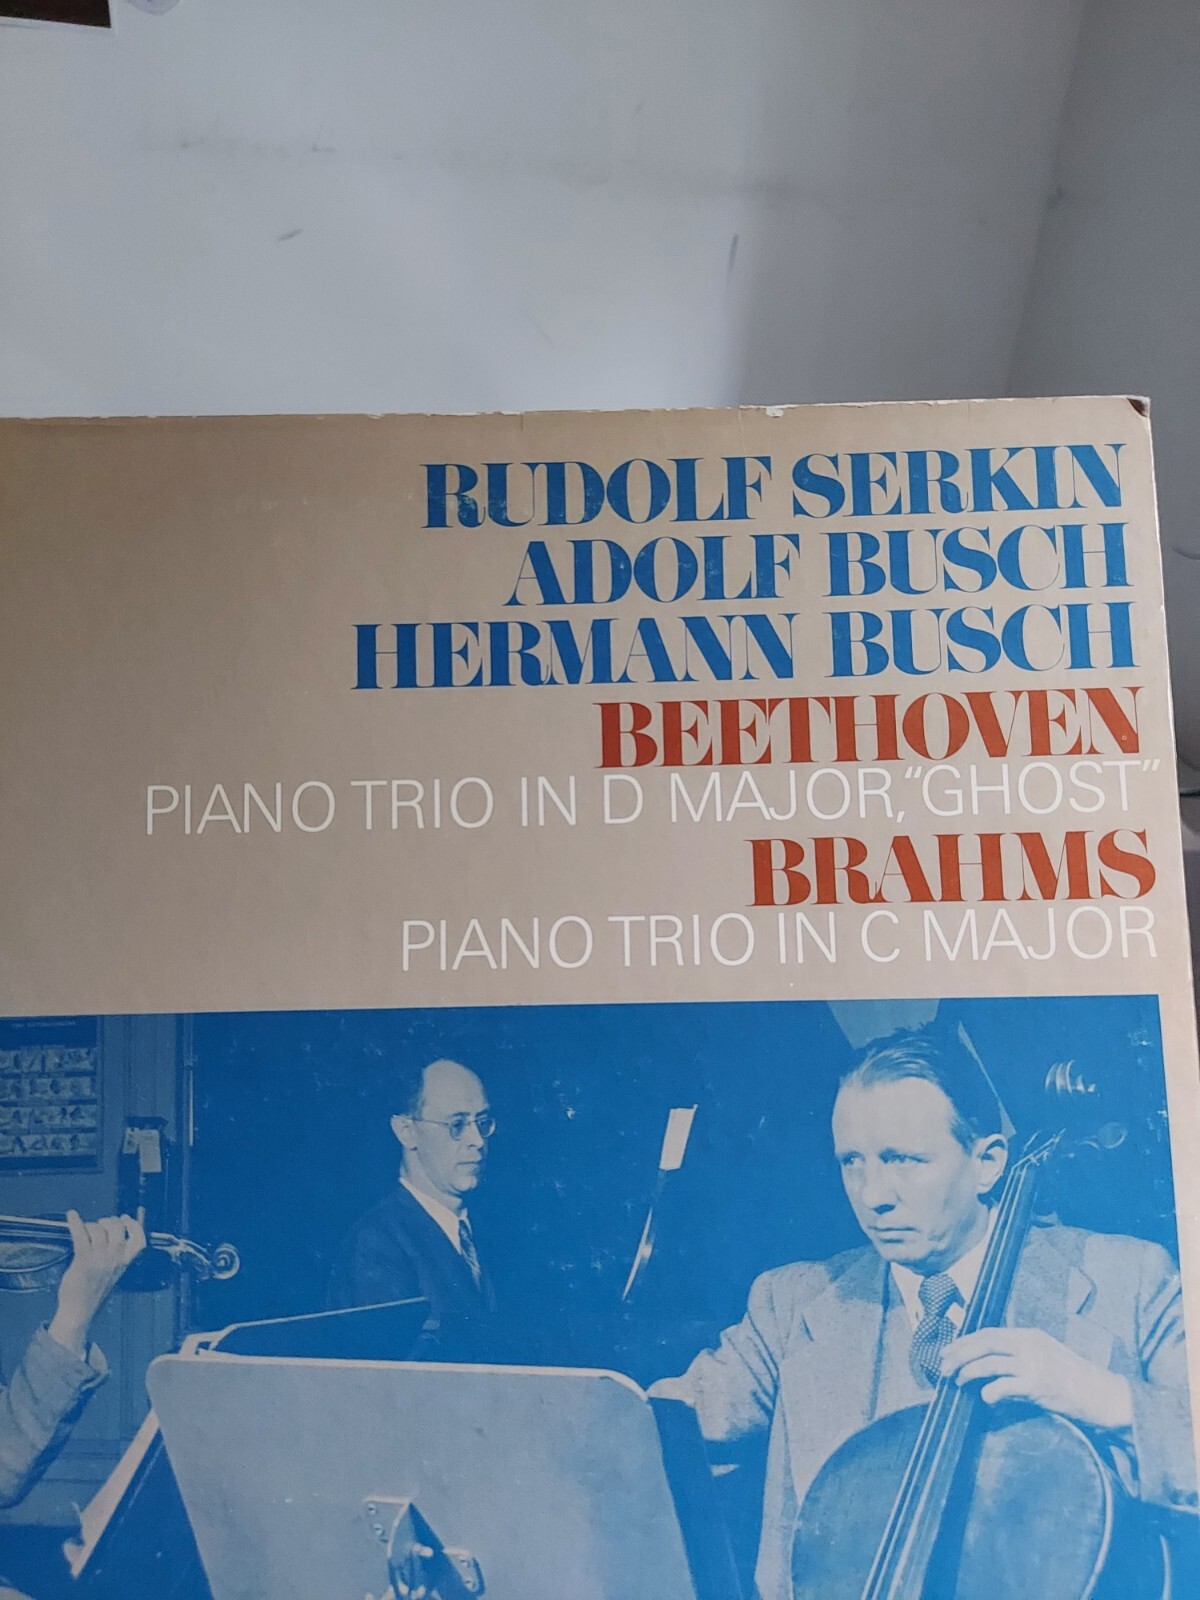 RUDOLF SERKIN
ADOLF BUSCH
HERMANN BUSCH
BEETHOVEN
PIANO TRIO IN D MAJOR, “GHOST”
BRAHMS
PIANO TRIO IN C MAJOR